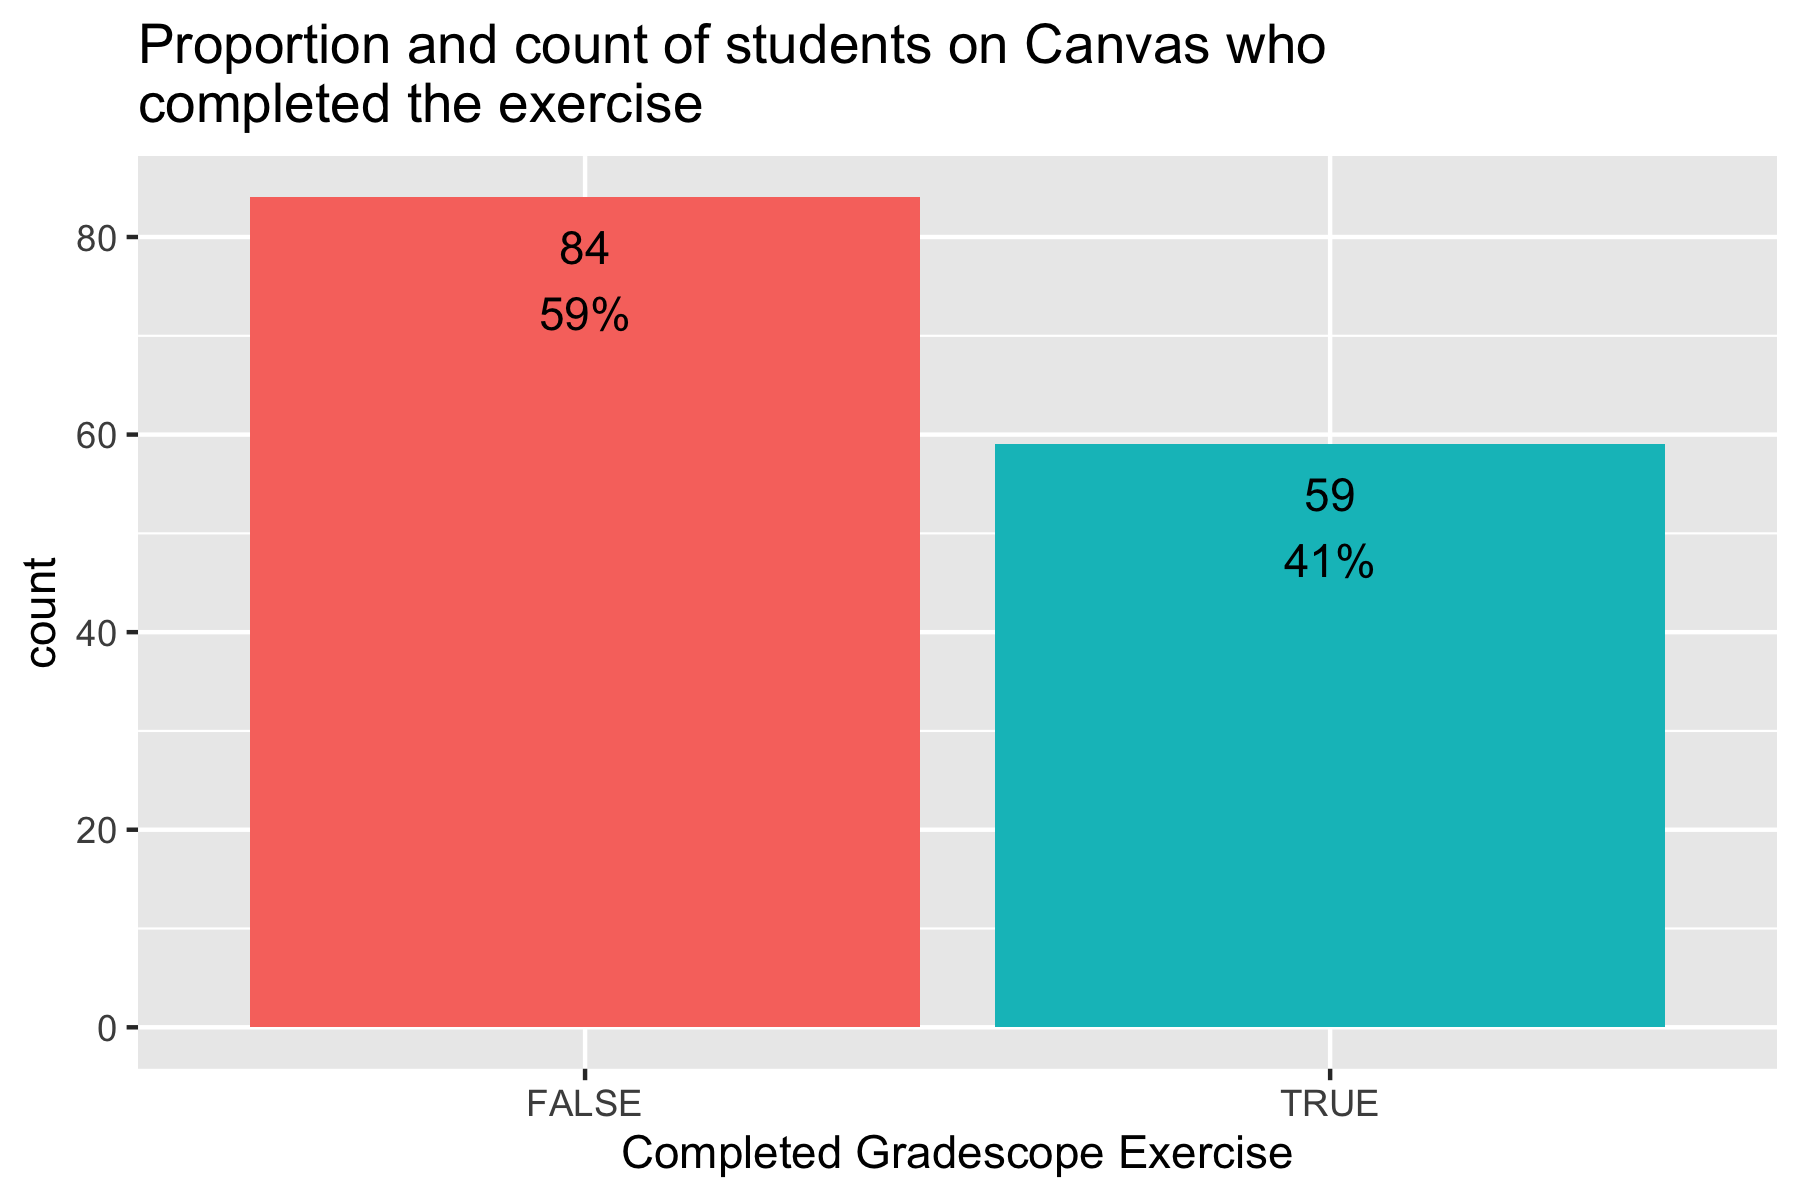 Proportion and count of students on Canvas who
completed the exercise
count
80
60
40
20
0
84
59%
59
41%
FALSE
TRUE
Completed Gradescope Exercise